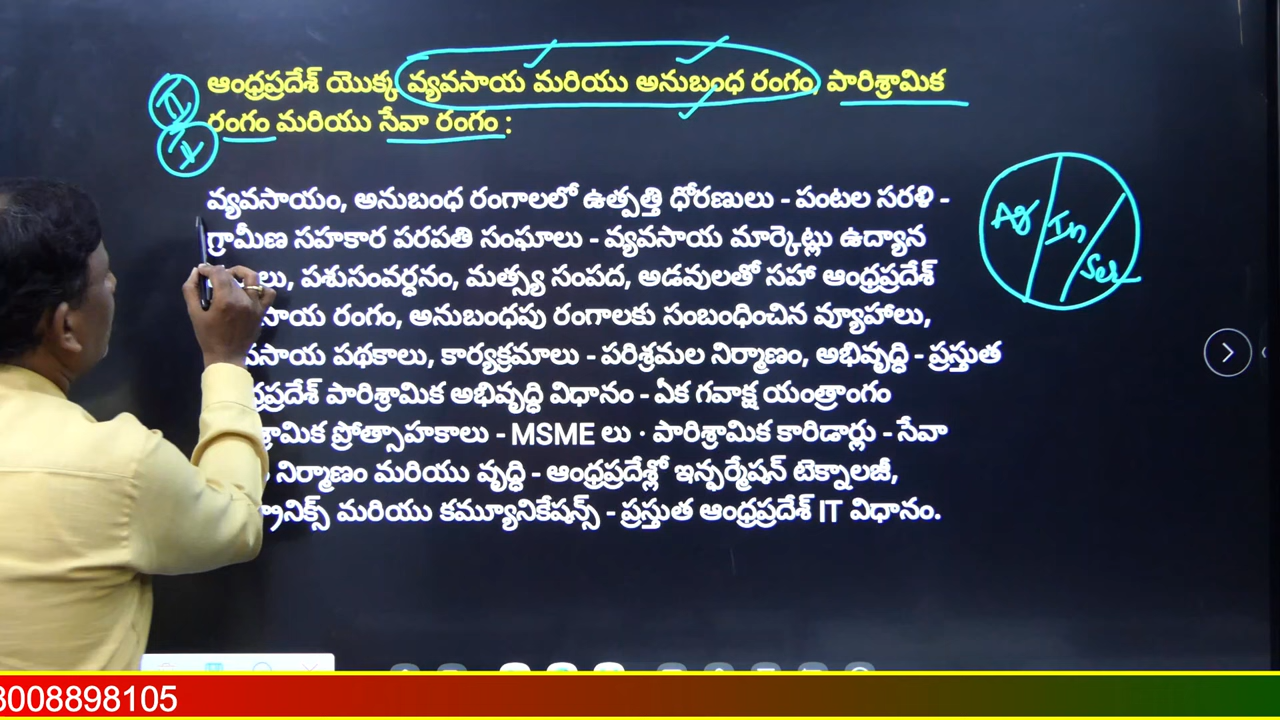 ఆంధ్రప్రదేశ్ యొక్క వ్యవసాయ మరియు అనుబంధ రంగం, పారిశ్రామిక
రంగం మరియు సేవా రంగం :
వ్యవసాయం, అనుబంధ రంగాలలో ఉత్పత్తి ధోరణులు - పంటల సరళి -
గ్రామీణ సహకార పరపతి సంఘాలు - వ్యవసాయ మార్కెట్లు ఉద్యాన
పశుసంవర్ధనం, మత్స్య సంపద, అడవులతో సహా ఆంధ్రప్రదేశ్
రంగం, అనుబంధపు రంగాలకు సంబంధించిన వ్యూహాలు,
పథకాలు, కార్యక్రమాలు - పరిశ్రమల నిర్మాణం, అభివృద్ధి - ప్రస్తుత
పారిశ్రామిక అభివృద్ధి విధానం - ఏక గవాక్ష యంత్రాంగం
ప్రోత్సాహకాలు - MSME లు · పారిశ్రామిక కారిడార్లు - సేవా
నిర్మాణం మరియు వృద్ధి - ఆంధ్రప్రదేశ్లో ఇన్ఫర్మేషన్ టెక్నాలజీ,
మరియు కమ్యూనికేషన్స్ - ప్రస్తుత ఆంధ్రప్రదేశ్ IT విధానం.
Ag In Ser
8008898105